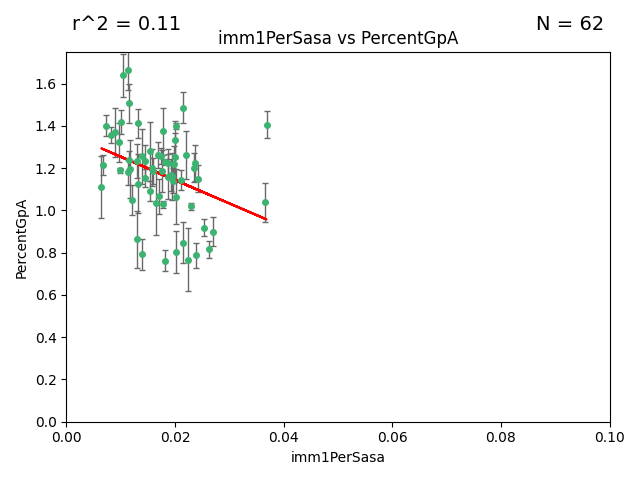 r^2 = 0.11
N = 62
imm1PerSasa vs PercentGpA
PercentGpA
1.6
1.4
1.2
1.0
0.8
0.6
0.4
0.2
0.0
0.00 0.02 0.04 0.06 0.08 0.10
imm1PerSasa